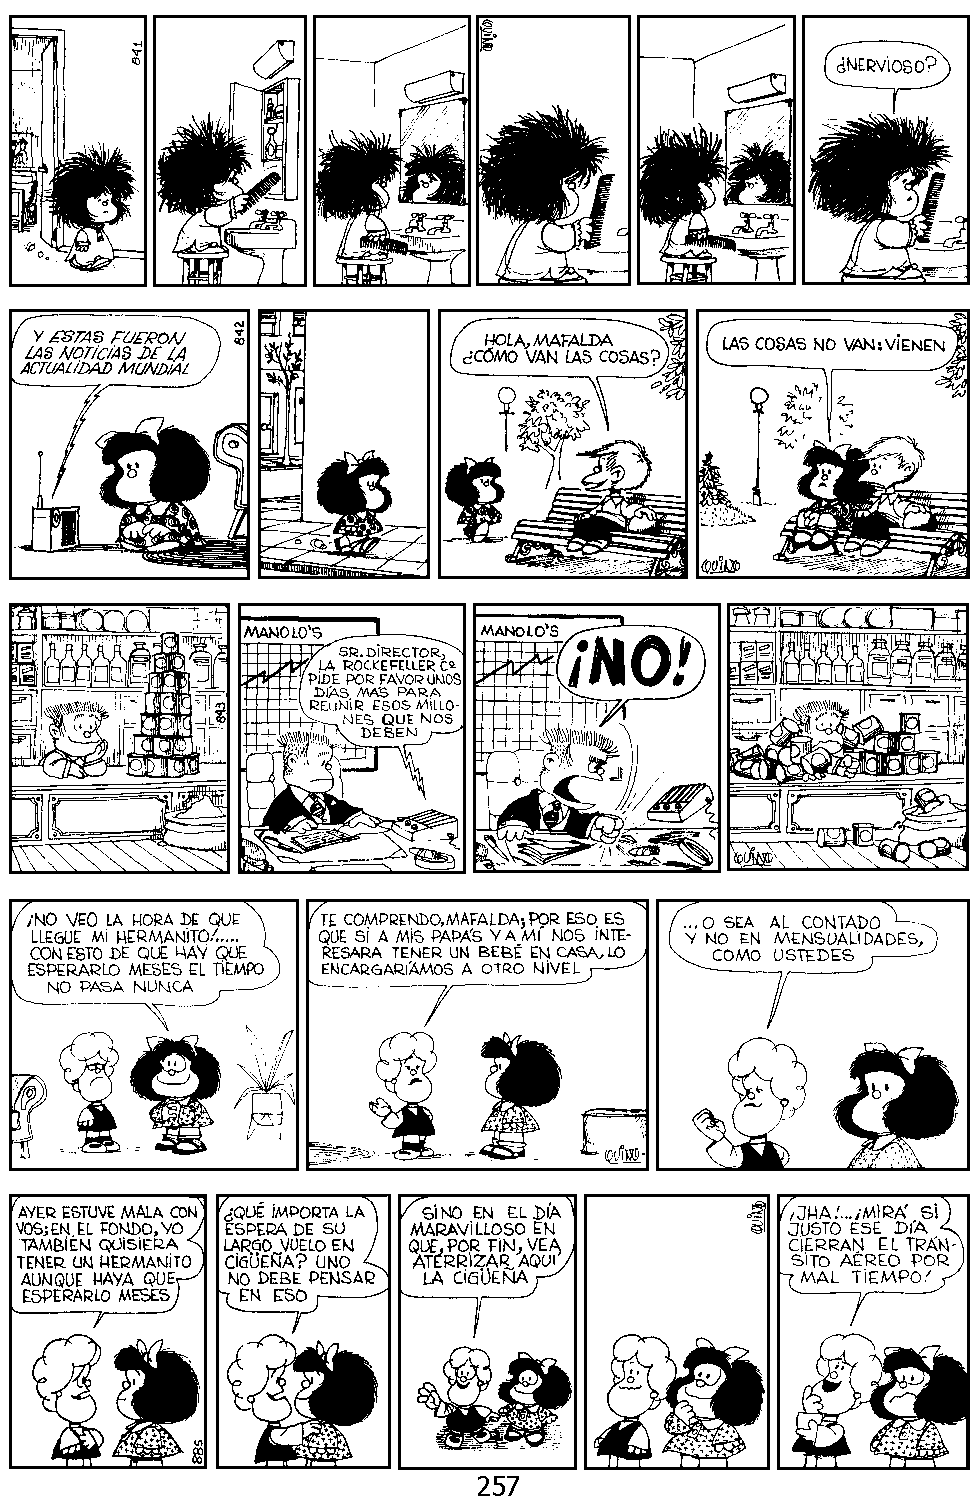 841
QUINO
¿NERVIOSO?
Y ESTAS FUERON
LAS NOTICIAS DE LA
ACTUALIDAD MUNDIAL
842
HOLA, MAFALDA
¿CÓMO VAN LAS COSAS?
LAS COSAS NO VAN: VIENEN
QUINO
843
MANOLO'S
SR. DIRECTOR,
LA ROCKEFELLER Cº
PIDE POR FAVOR UNOS
DÍAS MÁS PARA
REUNIR ESOS MILLO-
NES QUE NOS
DEBEN
MANOLO'S
¡NO!
QUINO
¡NO VEO LA HORA DE QUE
LLEGUE MI HERMANITO!.....
CON ESTO DE QUE HAY QUE
ESPERARLO MESES EL TIEMPO
NO PASA NUNCA
TE COMPRENDO, MAFALDA; POR ESO ES
QUE SÍ A MIS PAPÁS Y A MÍ NOS INTE-
RESARA TENER UN BEBÉ EN CASA, LO
ENCARGARÍAMOS A OTRO NIVEL
QUINO
...O SEA AL CONTADO
Y NO EN MENSUALIDADES,
COMO USTEDES
AYER ESTUVE MALA CON
VOS; EN EL FONDO, YO
TAMBIÉN QUISIERA
TENER UN HERMANITO
AUNQUE HAYA QUE
ESPERARLO MESES
885
¿QUÉ IMPORTA LA
ESPERA DE SU
LARGO VUELO EN
CIGÜEÑA? UNO
NO DEBE PENSAR
EN ESO
SINO EN EL DÍA
MARAVILLOSO EN
QUE, POR FIN, VEA
ATERRIZAR AQUÍ
LA CIGÜEÑA
QUINO
¡JHA!...¡MIRÁ SI
JUSTO ESE DÍA
CIERRAN EL TRÁN-
SITO AÉREO POR
MAL TIEMPO!
257